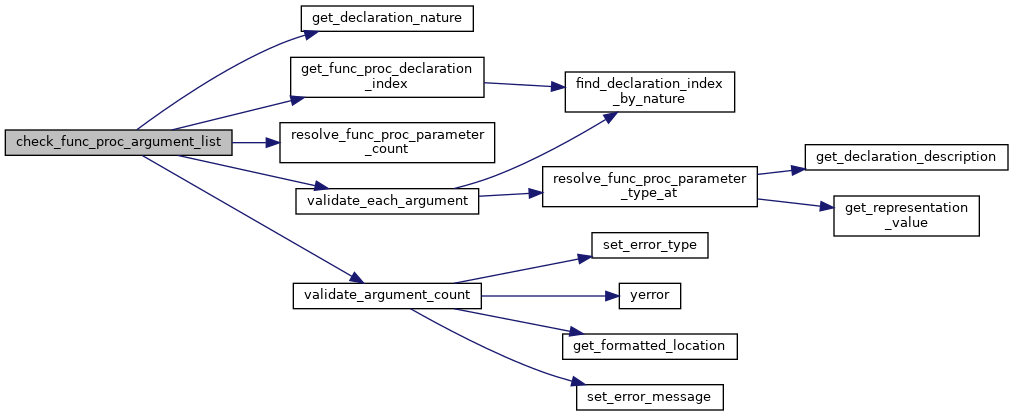 get_declaration_nature
get_func_proc_declaration
_index
find_declaration_index
_by_nature
check_func_proc_argument_list
resolve_func_proc_parameter
_count
get_declaration_description
resolve_func_proc_parameter
_type_at
validate_each_argument
get_representation
_value
set_error_type
validate_argument_count
yerror
get_formatted_location
set_error_message